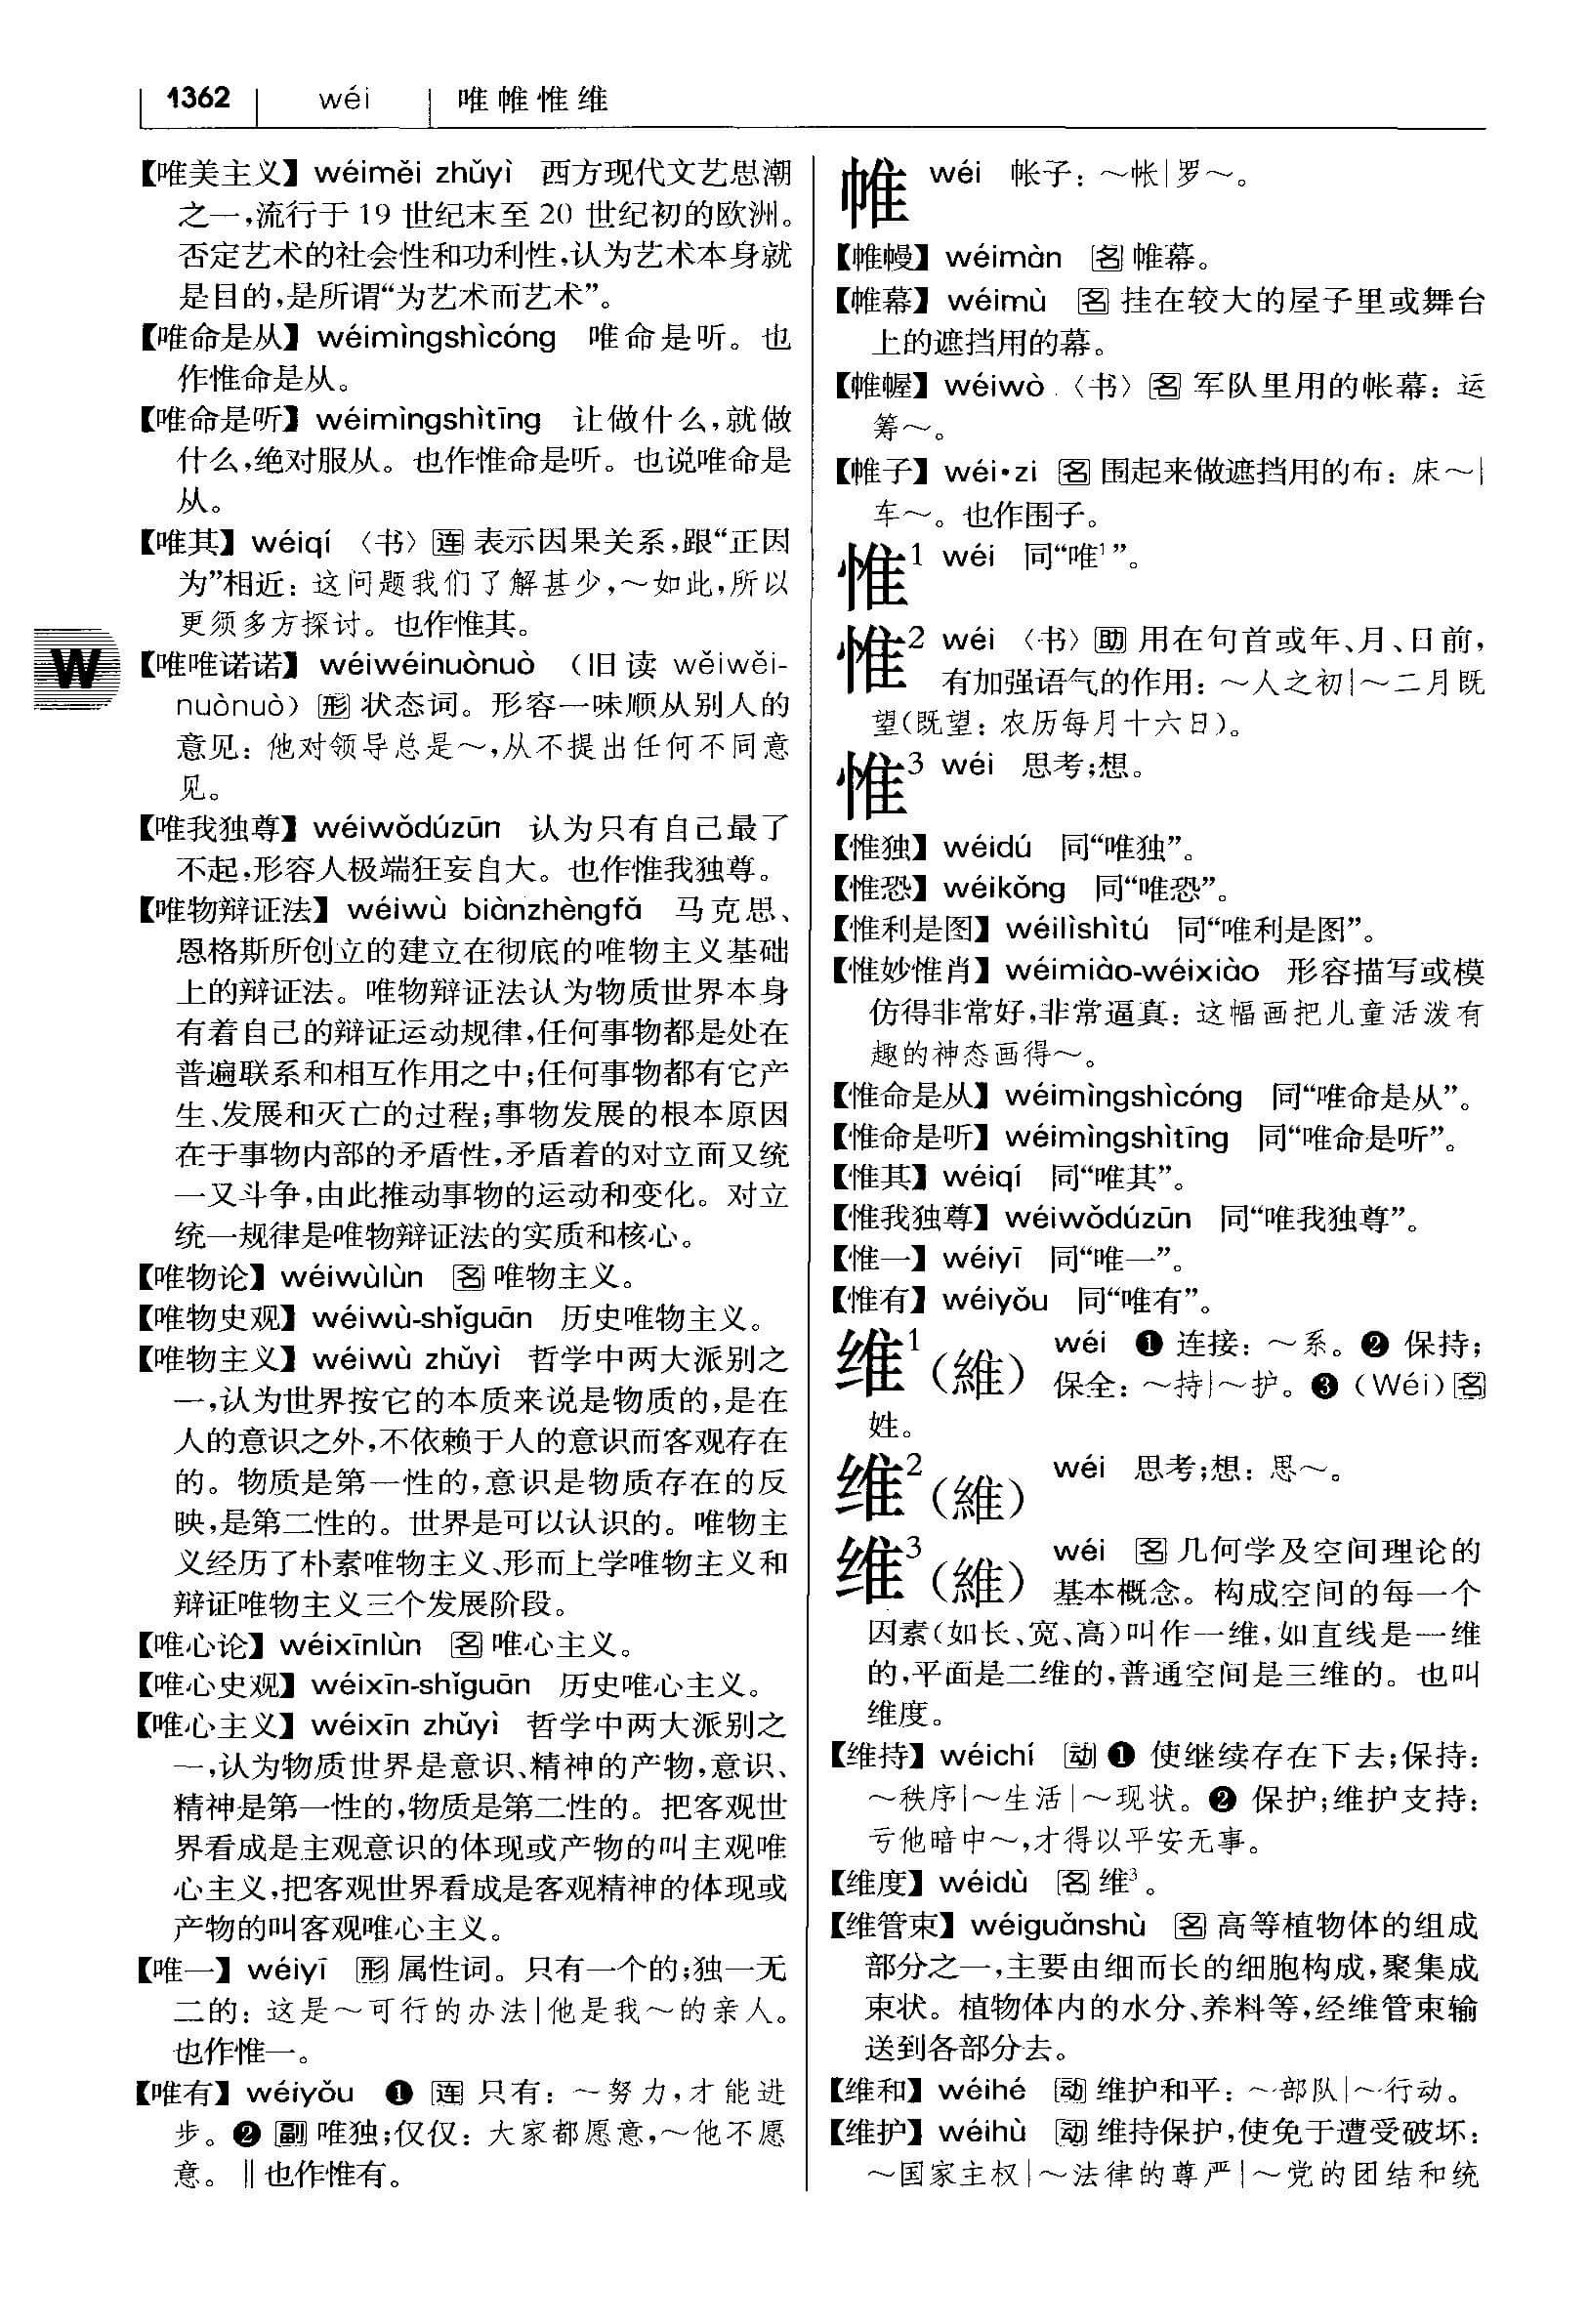 1362 wéi 唯帷惟维
【唯美主义】 wéiměi zhǔyì 西方现代文艺思潮
之一,流行于 19 世纪末至 20 世纪初的欧洲。
否定艺术的社会性和功利性,认为艺术本身就
是目的,是所谓“为艺术而艺术”。
【唯命是从】 wéimìngshìcóng 唯命是听。也
作惟命是从。
【唯命是听】 wéimìngshìtīng 让做什么,就做
什么,绝对服从。也作惟命是听。也说唯命是
从。
【唯其】 wéiqí 〈书〉 连 表示因果关系,跟“正因
为”相近: 这问题我们了解甚少,～如此,所以
更须多方探讨。也作惟其。
W
【唯唯诺诺】 wéiwéinuònuò (旧读 wěiwěi-
nuònuò) 形 状态词。形容一味顺从别人的
意见: 他对领导总是～,从不提出任何不同意
见。
【唯我独尊】 wéiwǒdúzūn 认为只有自己最了
不起,形容人极端狂妄自大。也作惟我独尊。
【唯物辩证法】 wéiwù biànzhèngfǎ 马克思、
恩格斯所创立的建立在彻底的唯物主义基础
上的辩证法。唯物辩证法认为物质世界本身
有着自己的辩证运动规律,任何事物都是处在
普遍联系和相互作用之中;任何事物都有它产
生、发展和灭亡的过程;事物发展的根本原因
在于事物内部的矛盾性,矛盾着的对立面又统
一又斗争,由此推动事物的运动和变化。对立
统一规律是唯物辩证法的实质和核心。
【唯物论】 wéiwùlùn 名 唯物主义。
【唯物史观】 wéiwù-shǐguān 历史唯物主义。
【唯物主义】 wéiwù zhǔyì 哲学中两大派别之
一,认为世界按它的本质来说是物质的,是在
人的意识之外,不依赖于人的意识而客观存在
的。物质是第一性的,意识是物质存在的反
映,是第二性的。世界是可以认识的。唯物主
义经历了朴素唯物主义、形而上学唯物主义和
辩证唯物主义三个发展阶段。
【唯心论】 wéixīnlùn 名 唯心主义。
【唯心史观】 wéixīn-shǐguān 历史唯心主义。
【唯心主义】 wéixīn zhǔyì 哲学中两大派别之
一,认为物质世界是意识、精神的产物,意识、
精神是第一性的,物质是第二性的。把客观世
界看成是主观意识的体现或产物的叫主观唯
心主义,把客观世界看成是客观精神的体现或
产物的叫客观唯心主义。
【唯一】 wéiyī 形 属性词。只有一个的;独一无
二的: 这是～可行的办法|他是我～的亲人。
也作惟一。
【唯有】 wéiyǒu ❶ 连 只有: ～努力,才能进
步。❷ 副 唯独;仅仅: 大家都愿意,～他不愿
意。‖也作惟有。
帷 wéi 帐子: ～帐|罗～。
【帷幔】 wéimàn 名 帷幕。
【帷幕】 wéimù 名 挂在较大的屋子里或舞台
上的遮挡用的幕。
【帷幄】 wéiwò 〈书〉 名 军队里用的帐幕: 运
筹～。
【帷子】 wéi·zi 名 围起来做遮挡用的布: 床～|
车～。也作围子。
惟¹ wéi 同“唯¹”。
惟² wéi 〈书〉 助 用在句首或年、月、日前,
有加强语气的作用: ～人之初|～二月既
望(既望: 农历每月十六日)。
惟³ wéi 思考;想。
【惟独】 wéidú 同“唯独”。
【惟恐】 wéikǒng 同“唯恐”。
【惟利是图】 wéilìshìtú 同“唯利是图”。
【惟妙惟肖】 wéimiào-wéixiào 形容描写或模
仿得非常好,非常逼真: 这幅画把儿童活泼有
趣的神态画得～。
【惟命是从】 wéimìngshìcóng 同“唯命是从”。
【惟命是听】 wéimìngshìtīng 同“唯命是听”。
【惟其】 wéiqí 同“唯其”。
【惟我独尊】 wéiwǒdúzūn 同“唯我独尊”。
【惟一】 wéiyī 同“唯一”。
【惟有】 wéiyǒu 同“唯有”。
维¹(維) wéi ❶ 连接: ～系。❷ 保持;
保全: ～持|～护。❸ (Wéi) 名
姓。
维²(維) wéi 思考;想: 思～。
维³(維) wéi 名 几何学及空间理论的
基本概念。构成空间的每一个
因素(如长、宽、高)叫作一维,如直线是一维
的,平面是二维的,普通空间是三维的。也叫
维度。
【维持】 wéichí 动 ❶ 使继续存在下去;保持:
～秩序|～生活|～现状。❷ 保护;维护支持:
亏他暗中～,才得以平安无事。
【维度】 wéidù 名 维³。
【维管束】 wéiguǎnshù 名 高等植物体的组成
部分之一,主要由细而长的细胞构成,聚集成
束状。植物体内的水分、养料等,经维管束输
送到各部分去。
【维和】 wéihé 动 维护和平: ～部队|～行动。
【维护】 wéihù 动 维持保护,使免于遭受破坏:
～国家主权|～法律的尊严|～党的团结和统